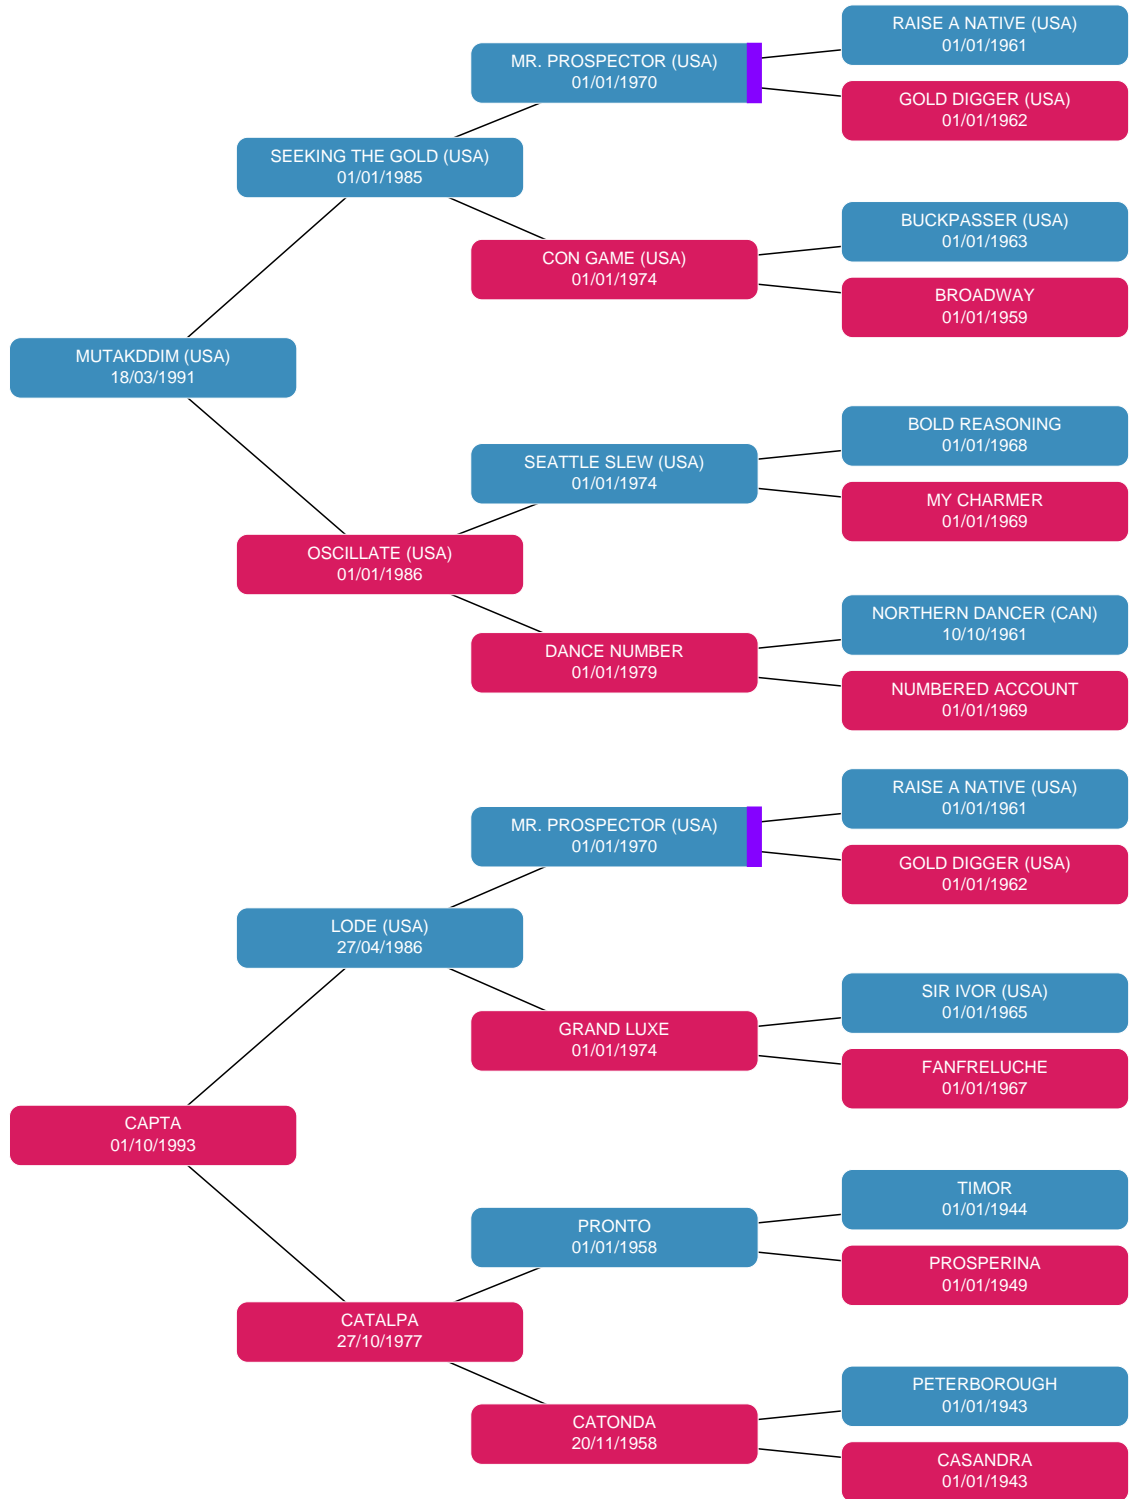 RAISE A NATIVE (USA)
01/01/1961
MR. PROSPECTOR (USA)
01/01/1970
GOLD DIGGER (USA)
01/01/1962
SEEKING THE GOLD (USA)
01/01/1985
BUCKPASSER (USA)
01/01/1963
CON GAME (USA)
01/01/1974
BROADWAY
01/01/1959
MUTAKDDIM (USA)
18/03/1991
BOLD REASONING
01/01/1968
SEATTLE SLEW (USA)
01/01/1974
MY CHARMER
01/01/1969
OSCILLATE (USA)
01/01/1986
NORTHERN DANCER (CAN)
10/10/1961
DANCE NUMBER
01/01/1979
NUMBERED ACCOUNT
01/01/1969
RAISE A NATIVE (USA)
01/01/1961
MR. PROSPECTOR (USA)
01/01/1970
GOLD DIGGER (USA)
01/01/1962
LODE (USA)
27/04/1986
SIR IVOR (USA)
01/01/1965
GRAND LUXE
01/01/1974
FANFRELUCHE
01/01/1967
CAPTA
01/10/1993
TIMOR
01/01/1944
PRONTO
01/01/1958
PROSPERINA
01/01/1949
CATALPA
27/10/1977
PETERBOROUGH
01/01/1943
CATONDA
20/11/1958
CASANDRA
01/01/1943